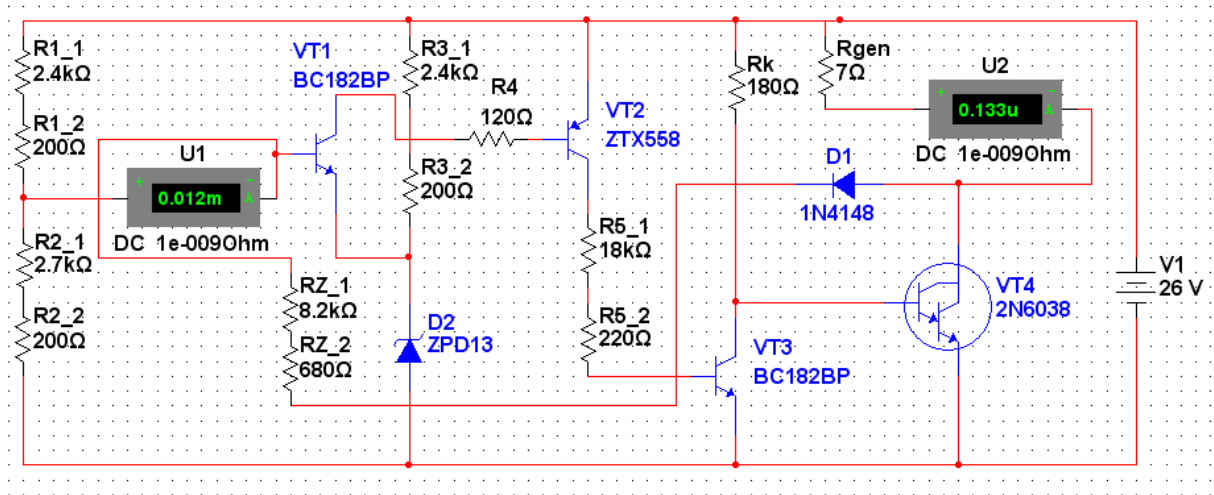 R1_1
2.4kΩ
R1_2
200Ω
U1
+
−
0.012m
A
DC 1e-009Ohm
R2_1
2.7kΩ
R2_2
200Ω
VT1
BC182BP
R3_1
2.4kΩ
R3_2
200Ω
R4
120Ω
RZ_1
8.2kΩ
RZ_2
680Ω
D2
ZPD13
VT2
ZTX558
R5_1
18kΩ
R5_2
220Ω
Rk
180Ω
VT3
BC182BP
Rgen
7Ω
U2
+
−
0.133u
A
DC 1e-009Ohm
D1
1N4148
VT4
2N6038
V1
26 V